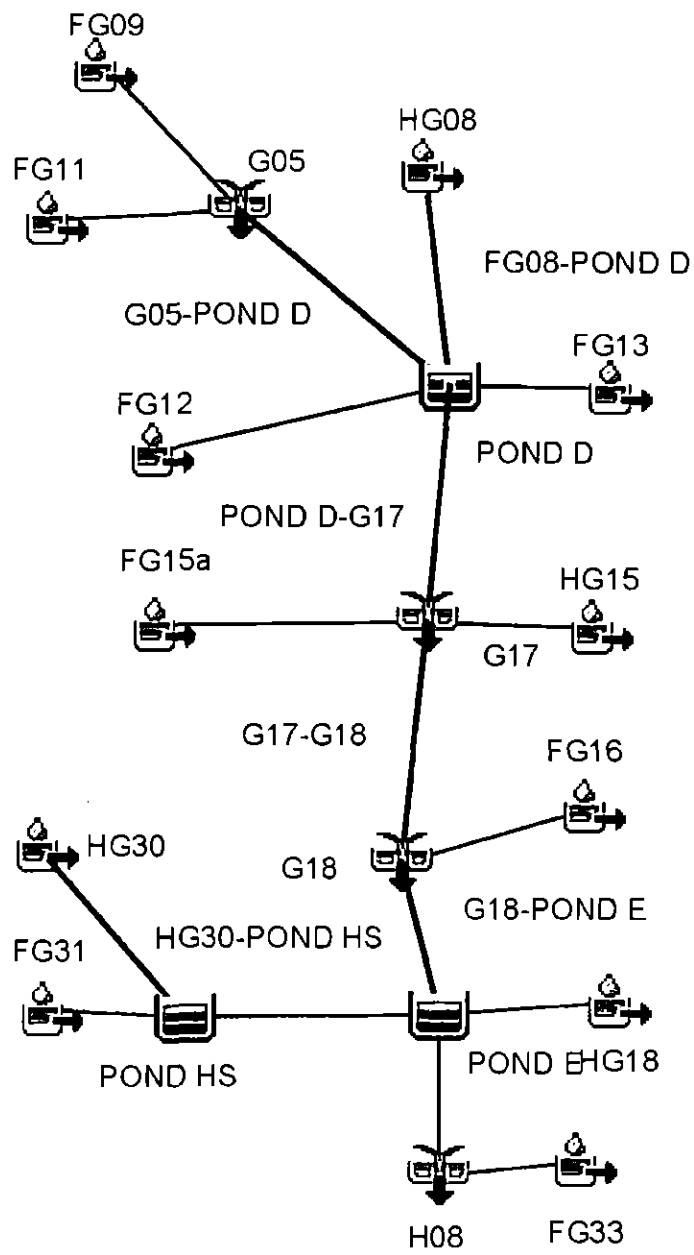 FG09
HG08
G05
FG11
FG08-POND D
G05-POND D
FG13
FG12
POND D
POND D-G17
FG15a
HG15
G17
G17-G18
FG16
HG30
G18
G18-POND E
HG30-POND HS
FG31
POND HS
POND E
HG18
H08
FG33